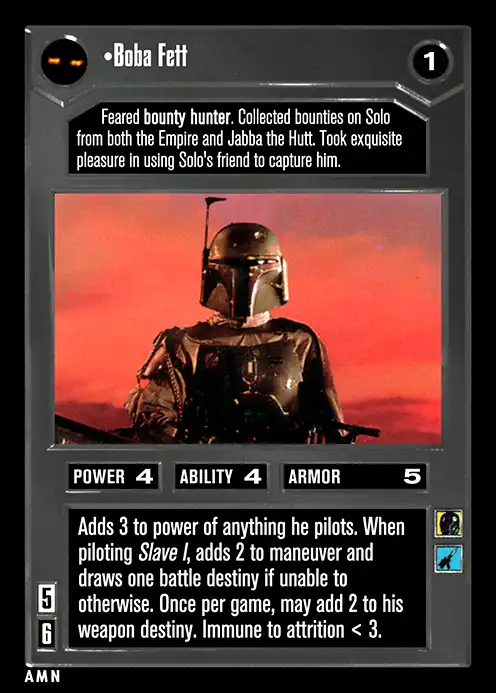 •Boba Fett
1
Feared bounty hunter. Collected bounties on Solo
from both the Empire and Jabba the Hutt. Took exquisite
pleasure in using Solo's friend to capture him.
POWER 4 ABILITY 4 ARMOR 5
Adds 3 to power of anything he pilots. When
piloting Slave I, adds 2 to maneuver and
draws one battle destiny if unable to
otherwise. Once per game, may add 2 to his
weapon destiny. Immune to attrition < 3.
5
6
AMN